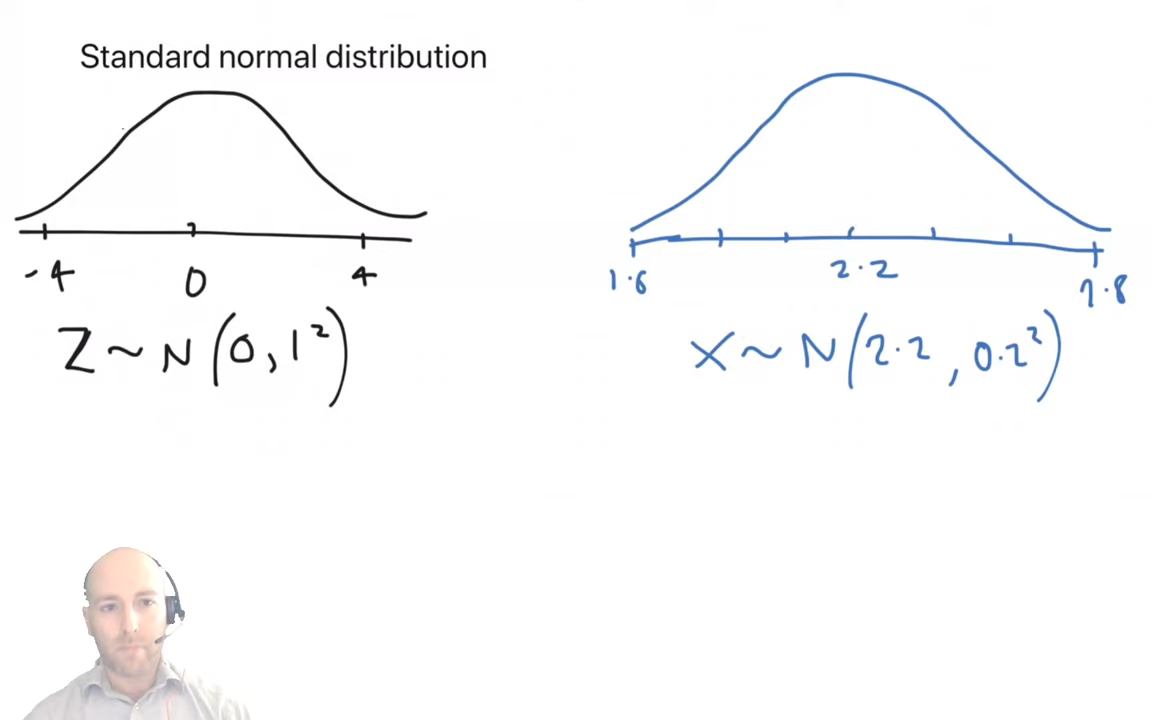 Standard normal distribution
-4 0 4
Z ~ N(0, 1²)
1.6 2.2 2.8
X ~ N(2.2, 0.2²)